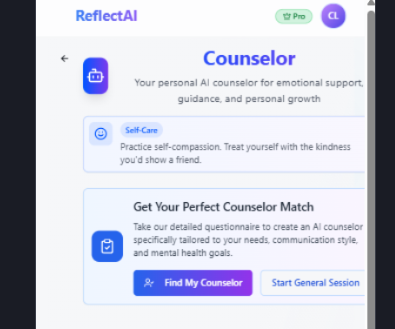 ReflectAI
Pro
CL
Counselor
Your personal AI counselor for emotional support,
guidance, and personal growth
Self-Care
Practice self-compassion. Treat yourself with the kindness
you'd show a friend.
Get Your Perfect Counselor Match
Take our detailed questionnaire to create an AI counselor
specifically tailored to your needs, communication style,
and mental health goals.
Find My Counselor
Start General Session